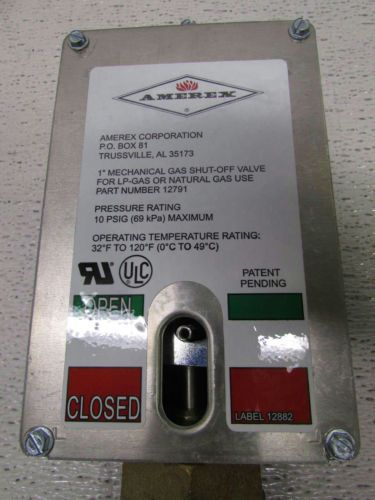 AMEREX
®
AMEREX CORPORATION
P.O. BOX 81
TRUSSVILLE, AL 35173
1" MECHANICAL GAS SHUT-OFF VALVE
FOR LP-GAS OR NATURAL GAS USE
PART NUMBER 12791
PRESSURE RATING
10 PSIG (69 kPa) MAXIMUM
OPERATING TEMPERATURE RATING:
32°F TO 120°F (0°C TO 49°C)
RU ULC
PATENT
PENDING
OPEN
CLOSED
LABEL 12882